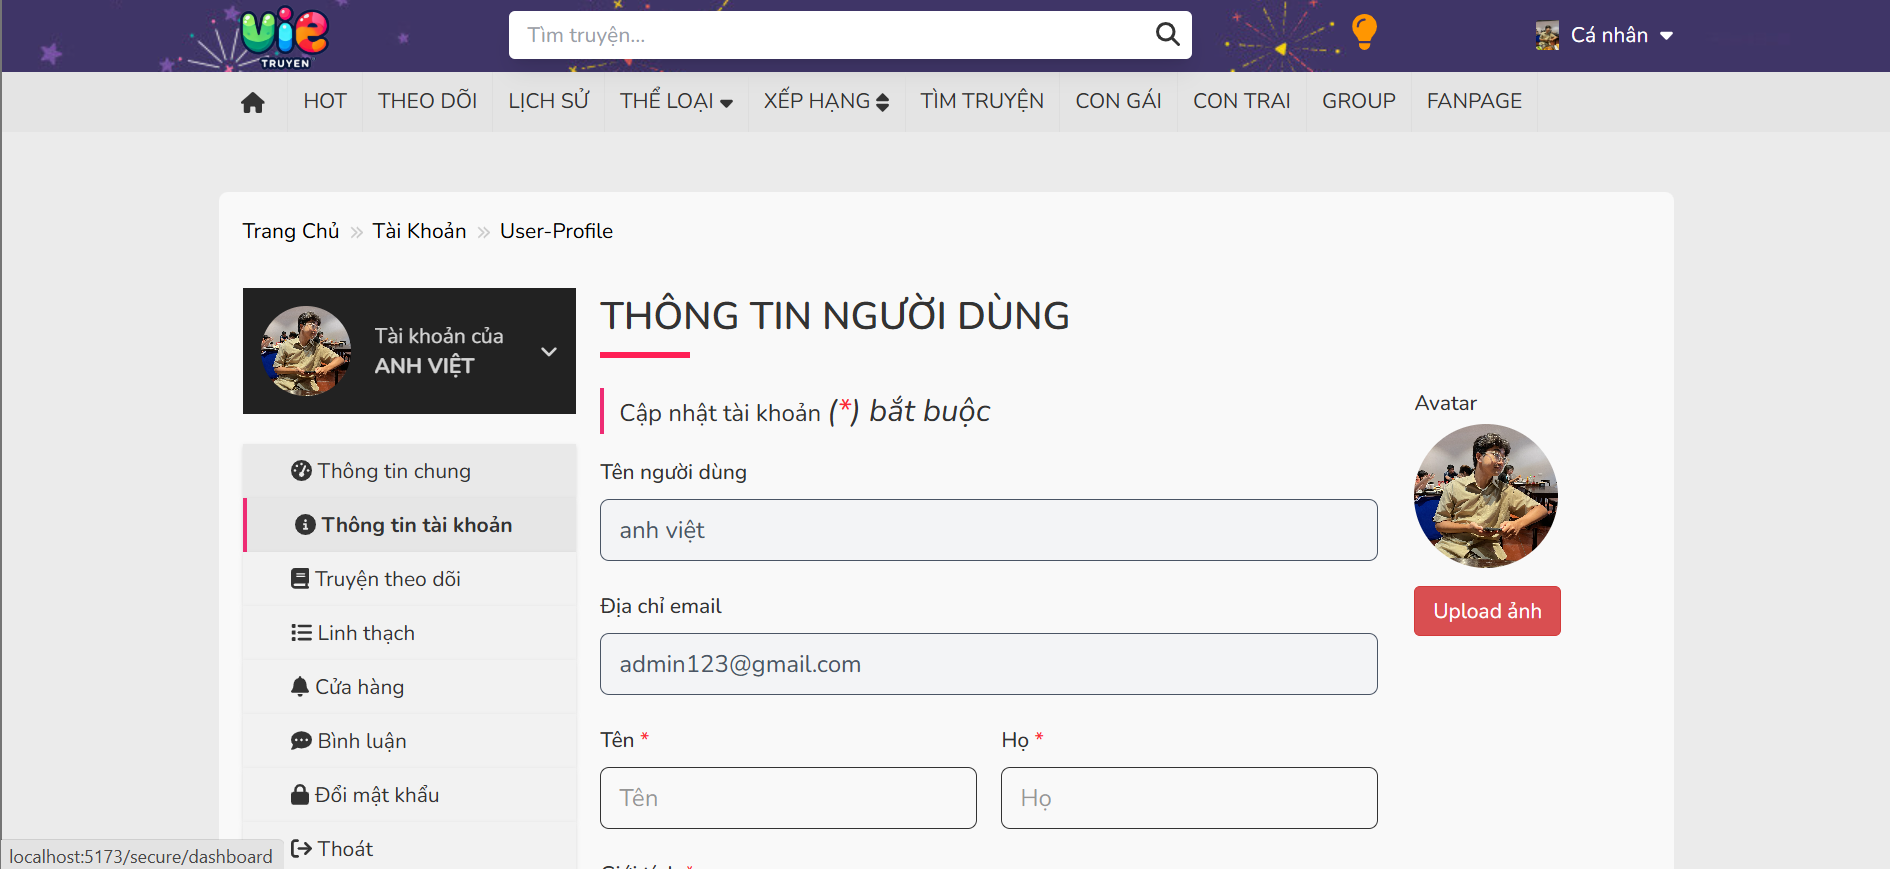 vie
TRUYEN
Tìm truyện...
Cá nhân
HOT THEO DÕI LỊCH SỬ THỂ LOẠI XẾP HẠNG TÌM TRUYỆN CON GÁI CON TRAI GROUP FANPAGE
Trang Chủ » Tài Khoản » User-Profile
Tài khoản của
ANH VIỆT
Thông tin chung
Thông tin tài khoản
Truyện theo dõi
Linh thạch
Cửa hàng
Bình luận
Đổi mật khẩu
Thoát
THÔNG TIN NGƯỜI DÙNG
Cập nhật tài khoản (*) bắt buộc
Tên người dùng
anh việt
Địa chỉ email
admin123@gmail.com
Tên * Họ *
Tên Họ
Avatar
Upload ảnh
localhost:5173/secure/dashboard